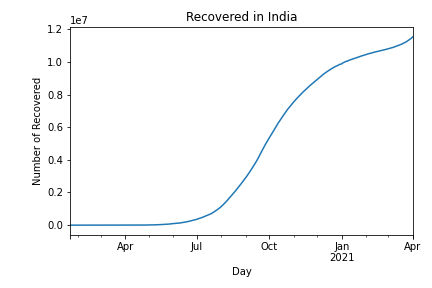 Recovered in India
1e7
1.2
1.0
0.8
0.6
0.4
0.2
0.0
Number of Recovered
Apr Jul Oct Jan Apr
2021
Day